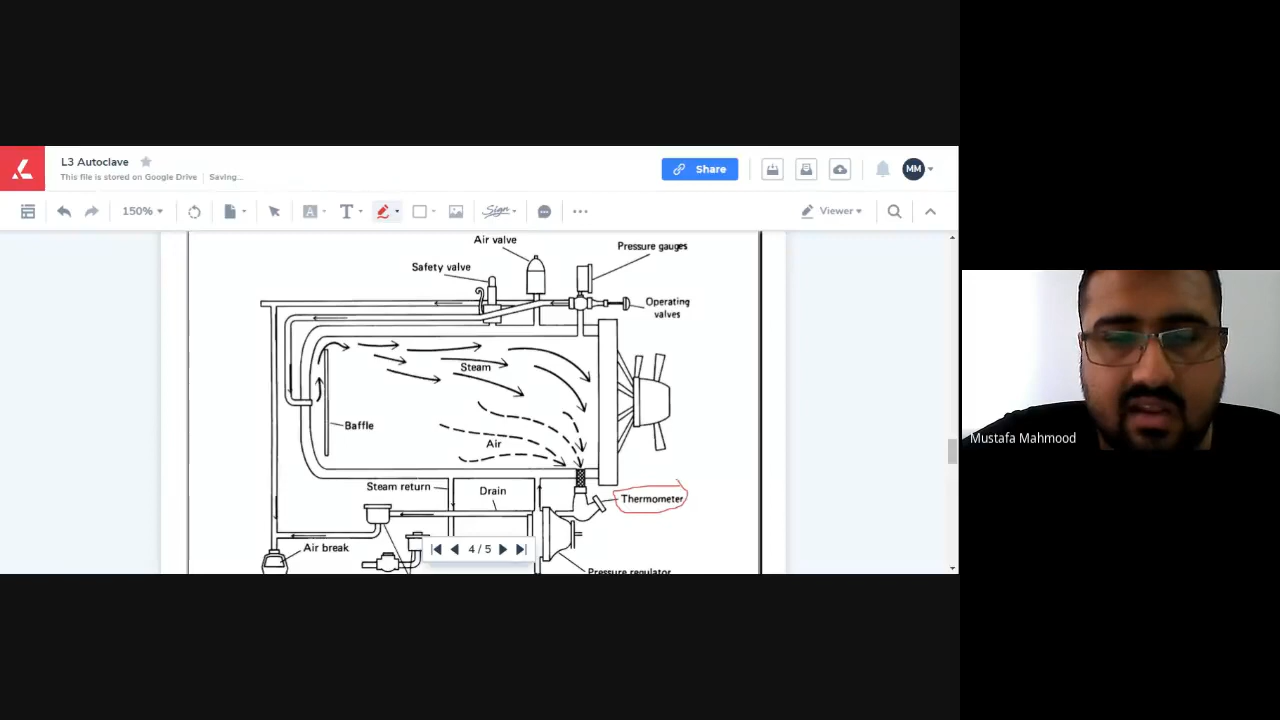 L3 Autoclave
This file is stored on Google Drive
Saving...
Share
MM
150%
A
T
Sign
Viewer
Air valve
Pressure gauges
Safety valve
Operating
valves
Steam
Baffle
Air
Steam return
Drain
Thermometer
Air break
4 / 5
Pressure regulator
Mustafa Mahmood